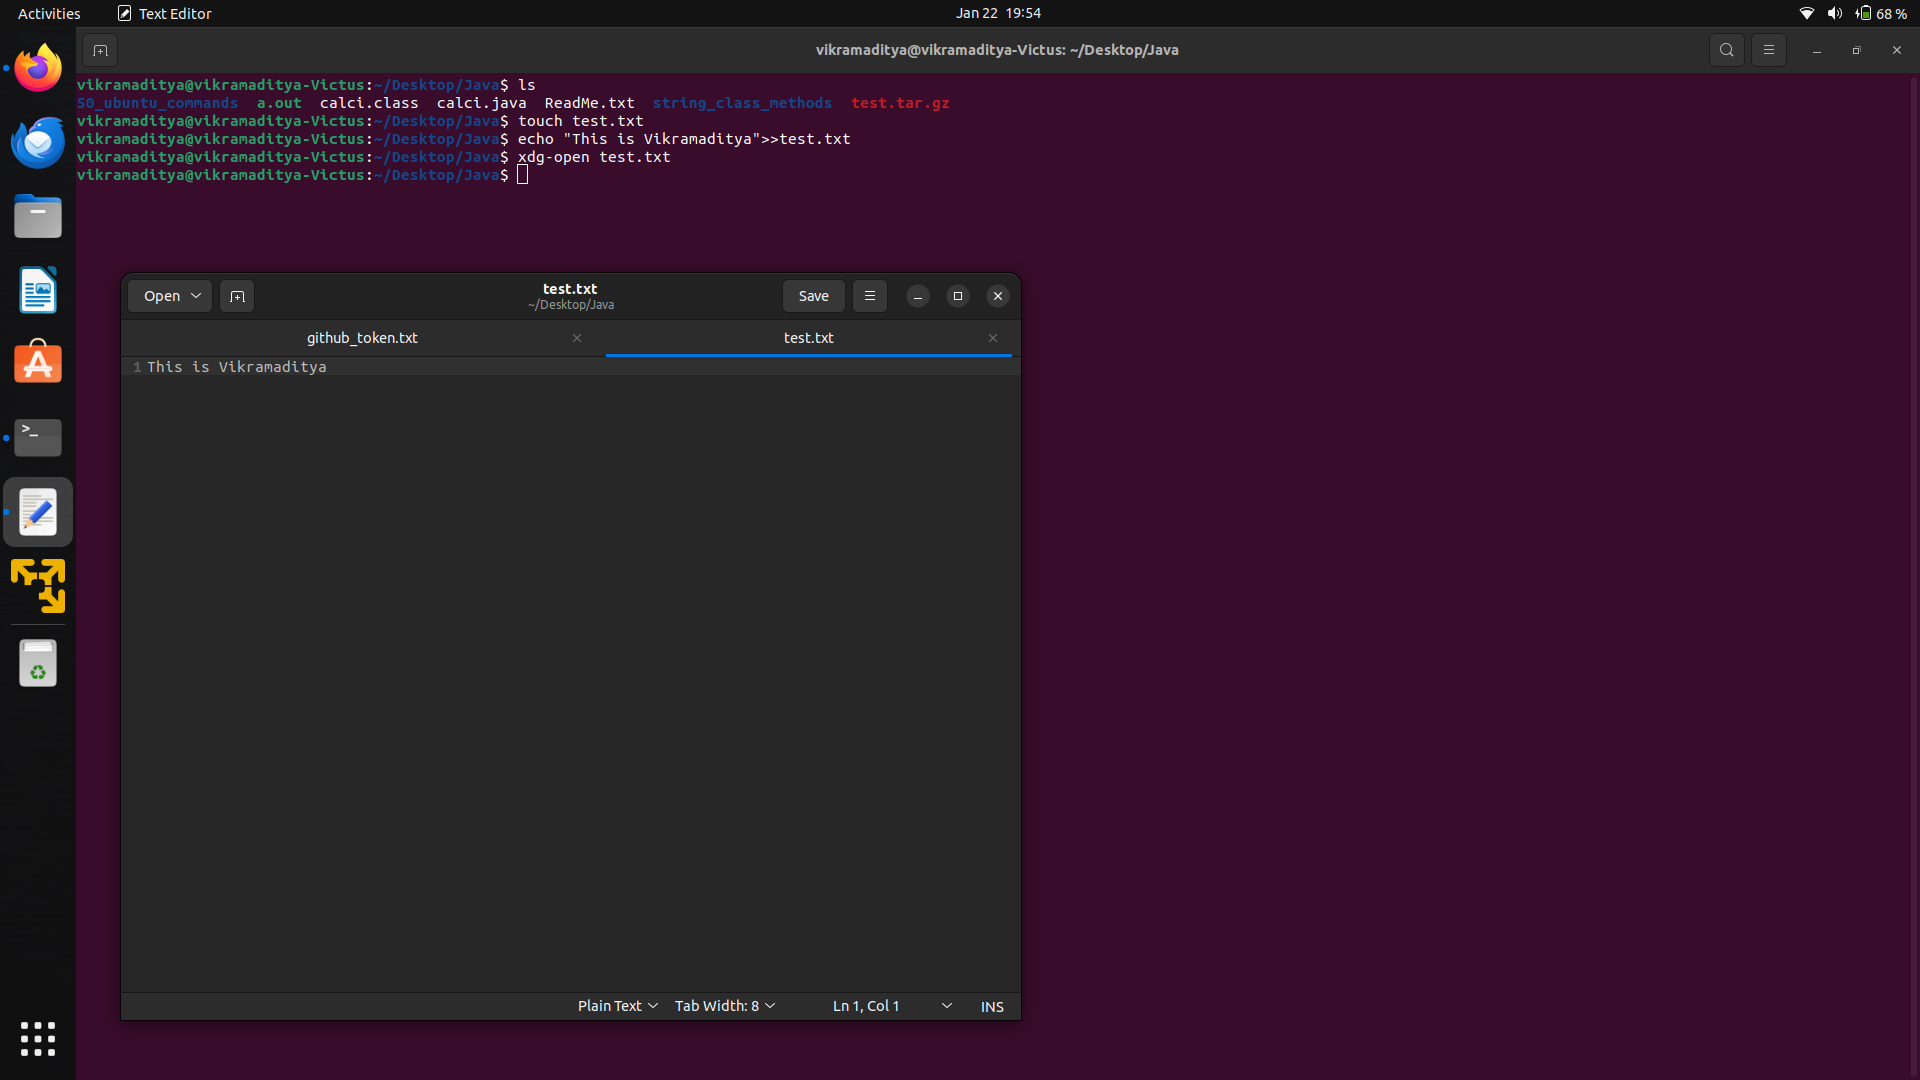 Activities Text Editor Jan 22 19:54 68 %
vikramaditya@vikramaditya-Victus: ~/Desktop/Java
vikramaditya@vikramaditya-Victus:~/Desktop/Java$ ls
50_ubuntu_commands a.out calci.class calci.java ReadMe.txt string_class_methods test.tar.gz
vikramaditya@vikramaditya-Victus:~/Desktop/Java$ touch test.txt
vikramaditya@vikramaditya-Victus:~/Desktop/Java$ echo "This is Vikramaditya">>test.txt
vikramaditya@vikramaditya-Victus:~/Desktop/Java$ xdg-open test.txt
vikramaditya@vikramaditya-Victus:~/Desktop/Java$
Open test.txt Save
~/Desktop/Java
github_token.txt test.txt
1 This is Vikramaditya
Plain Text Tab Width: 8 Ln 1, Col 1 INS